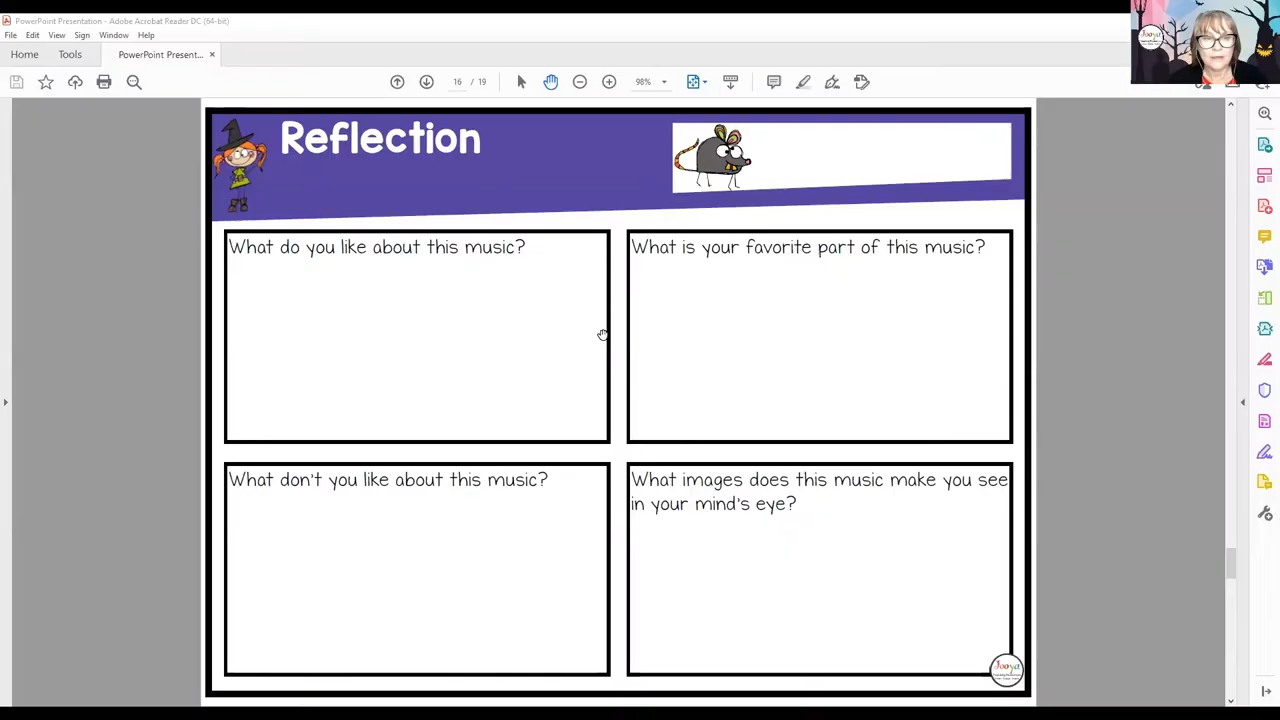 PowerPoint Presentation - Adobe Acrobat Reader DC (64-bit)
File Edit View Sign Window Help
Home Tools PowerPoint Present... ×
16 / 19 98%
Reflection
What do you like about this music?
What is your favorite part of this music?
What don't you like about this music?
What images does this music make you see
in your mind's eye?
Jooya
Jooya